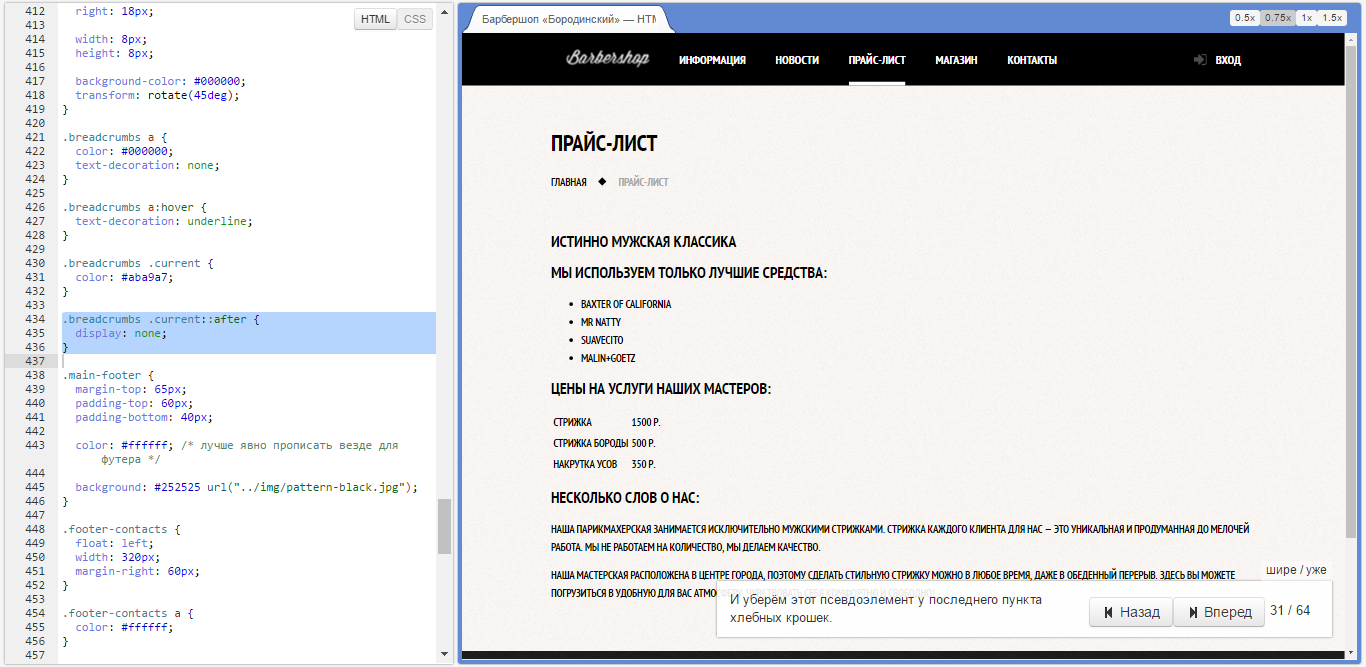 412 right: 18px;
413
414 width: 8px;
415 height: 8px;
416
417 background-color: #000000;
418 transform: rotate(45deg);
419 }
420
421 .breadcrumbs a {
422 color: #000000;
423 text-decoration: none;
424 }
425
426 .breadcrumbs a:hover {
427 text-decoration: underline;
428 }
429
430 .breadcrumbs .current {
431 color: #aba9a7;
432 }
433
434 .breadcrumbs .current::after {
435 display: none;
436 }
437
438 .main-footer {
439 margin-top: 65px;
440 padding-top: 60px;
441 padding-bottom: 40px;
442
443 color: #ffffff; /* лучше явно прописать везде для
футера */
444
445 background: #252525 url("../img/pattern-black.jpg");
446 }
447
448 .footer-contacts {
449 float: left;
450 width: 320px;
451 margin-right: 60px;
452 }
453
454 .footer-contacts a {
455 color: #ffffff;
456 }
457
HTML CSS
Барбершоп «Бородинский» — HTM
0.5x 0.75x 1x 1.5x
Barbershop ИНФОРМАЦИЯ НОВОСТИ ПРАЙС-ЛИСТ МАГАЗИН КОНТАКТЫ ВХОД
ПРАЙС-ЛИСТ
ГЛАВНАЯ ПРАЙС-ЛИСТ
ИСТИННО МУЖСКАЯ КЛАССИКА
МЫ ИСПОЛЬЗУЕМ ТОЛЬКО ЛУЧШИЕ СРЕДСТВА:
• BAXTER OF CALIFORNIA
• MR NATTY
• SUAVECITO
• MALIN+GOETZ
ЦЕНЫ НА УСЛУГИ НАШИХ МАСТЕРОВ:
СТРИЖКА 1500 Р.
СТРИЖКА БОРОДЫ 500 Р.
НАКРУТКА УСОВ 350 Р.
НЕСКОЛЬКО СЛОВ О НАС:
НАША ПАРИКМАХЕРСКАЯ ЗАНИМАЕТСЯ ИСКЛЮЧИТЕЛЬНО МУЖСКИМИ СТРИЖКАМИ. СТРИЖКА КАЖДОГО КЛИЕНТА ДЛЯ НАС – ЭТО УНИКАЛЬНАЯ И ПРОДУМАННАЯ ДО МЕЛОЧЕЙ
РАБОТА. МЫ НЕ РАБОТАЕМ НА КОЛИЧЕСТВО, МЫ ДЕЛАЕМ КАЧЕСТВО.
НАША МАСТЕРСКАЯ РАСПОЛОЖЕНА В ЦЕНТРЕ ГОРОДА, ПОЭТОМУ СДЕЛАТЬ СТИЛЬНУЮ СТРИЖКУ МОЖНО В ЛЮБОЕ ВРЕМЯ, ДАЖЕ В ОБЕДЕННЫЙ ПЕРЕРЫВ. ЗДЕСЬ ВЫ МОЖЕТЕ
ПОГРУЗИТЬСЯ В УДОБНУЮ ДЛЯ ВАС
шире / уже
И уберём этот псевдоэлемент у последнего пункта
хлебных крошек.
Назад Вперед 31 / 64